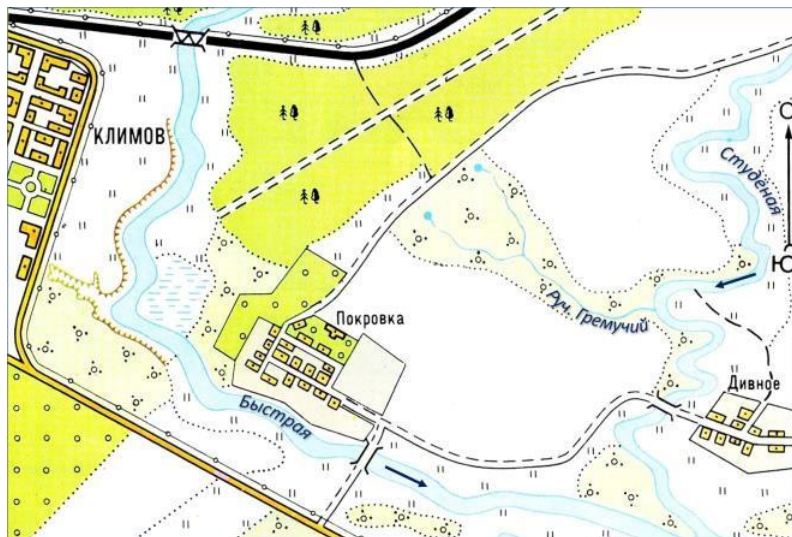 КЛИМОВ
С
Студёная
Ю
Руч. Гремучий
Покровка
Дивное
Быстрая